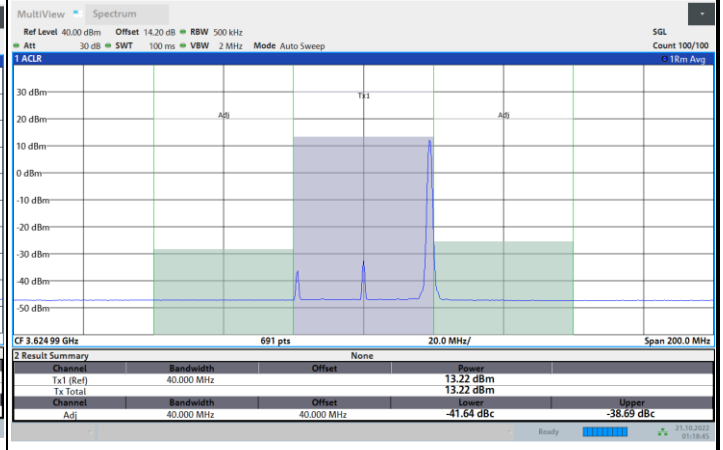 MultiView Spectrum
Ref Level 40.00 dBm Offset 14.20 dB RBW 500 kHz SGL
Att 30 dB SWT 100 ms VBW 2 MHz Mode Auto Sweep Count 100/100
1 ACLR 1Rm Avg
30 dBm
Tx1
20 dBm
Adj Adj
10 dBm
0 dBm
-10 dBm
-20 dBm
-30 dBm
-40 dBm
-50 dBm
CF 3.624 99 GHz 691 pts 20.0 MHz/ Span 200.0 MHz
2 Result Summary None
Channel Bandwidth Offset Power
Tx1 (Ref) 40.000 MHz 13.22 dBm
Tx Total 13.22 dBm
Channel Bandwidth Offset Lower Upper
Adj 40.000 MHz 40.000 MHz -41.64 dBc -38.69 dBc
Ready 21.10.2022
01:18:45